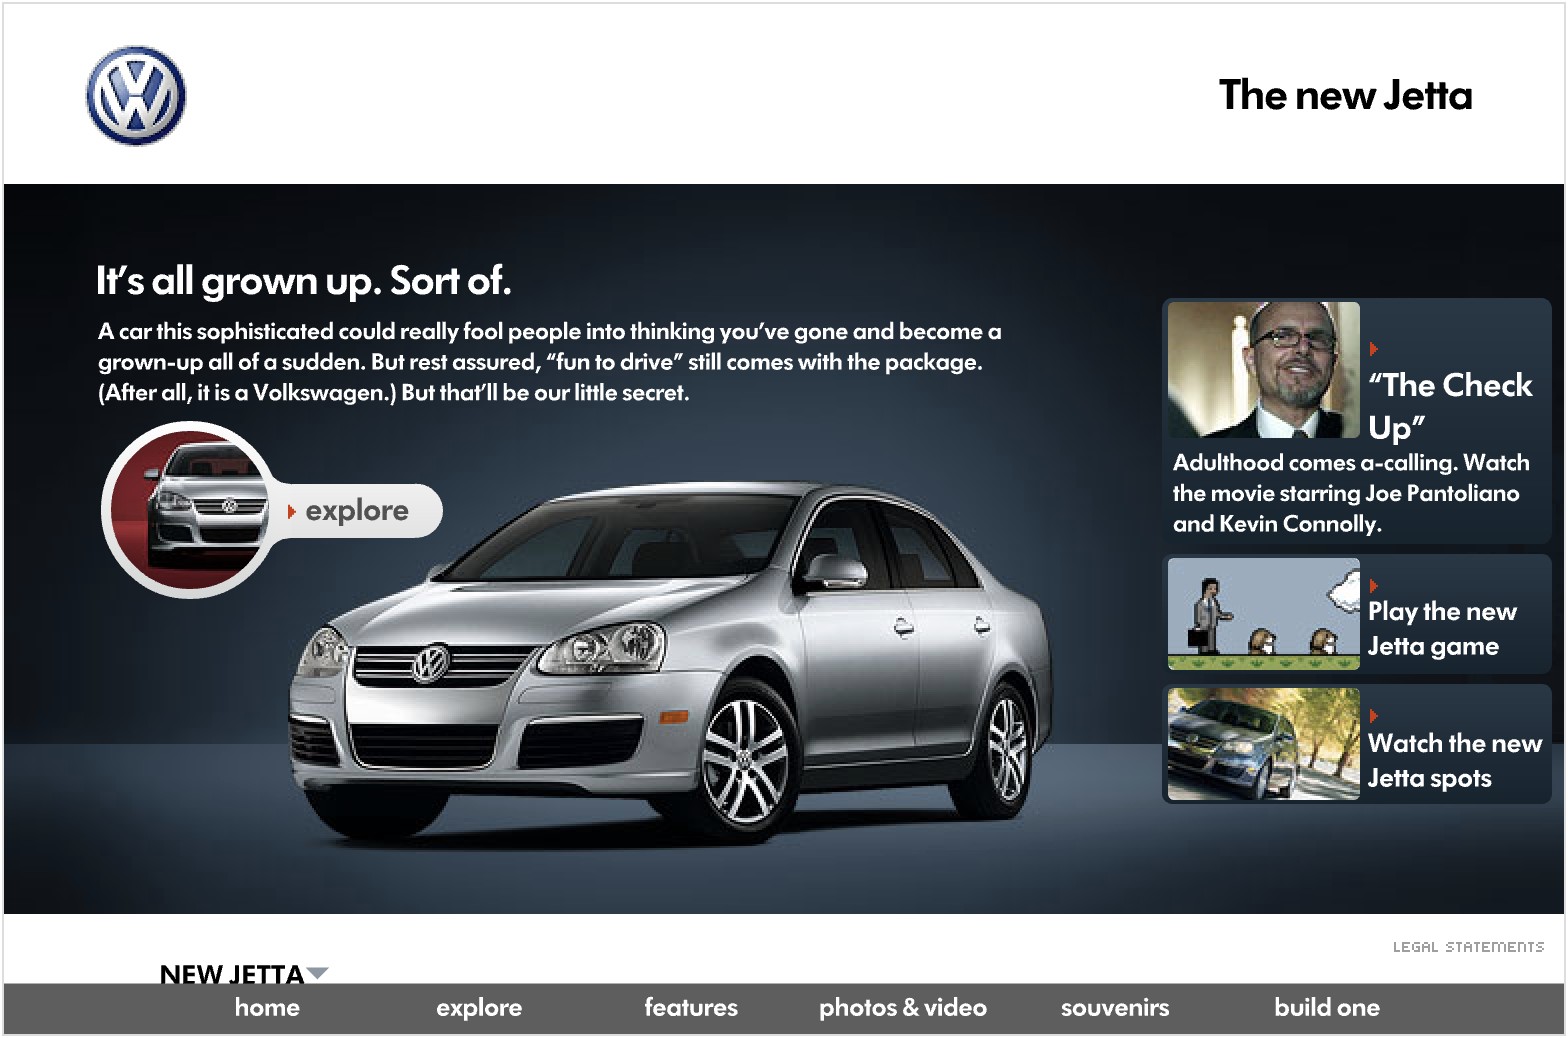 The new Jetta
It's all grown up. Sort of.
A car this sophisticated could really fool people into thinking you've gone and become a
grown-up all of a sudden. But rest assured, "fun to drive" still comes with the package.
(After all, it is a Volkswagen.) But that'll be our little secret.
explore
"The Check
Up"
Adulthood comes a-calling. Watch
the movie starring Joe Pantoliano
and Kevin Connolly.
Play the new
Jetta game
Watch the new
Jetta spots
LEGAL STATEMENTS
NEW JETTA
home explore features photos & video souvenirs build one